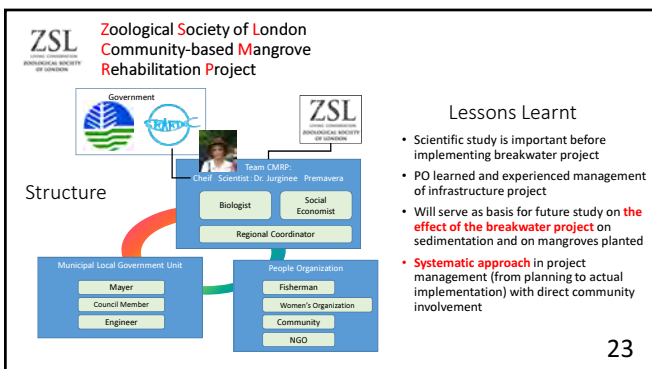 ZSL
LIVING CONSERVATION
ZOOLOGICAL SOCIETY
OF LONDON
Zoological Society of London
Community-based Mangrove
Rehabilitation Project
Government
ZSL
LIVING CONSERVATION
ZOOLOGICAL SOCIETY
OF LONDON
Structure
Team CMRP:
Cheif Scientist: Dr. Jurginee Premavera
Biologist
Social
Economist
Regional Coordinator
Municipal Local Government Unit
Mayer
Council Member
Engineer
People Organization
Fisherman
Women's Organization
Community
NGO
Lessons Learnt
• Scientific study is important before
implementing breakwater project
• PO learned and experienced management
of infrastructure project
• Will serve as basis for future study on the
effect of the breakwater project on
sedimentation and on mangroves planted
• Systematic approach in project
management (from planning to actual
implementation) with direct community
involvement
23